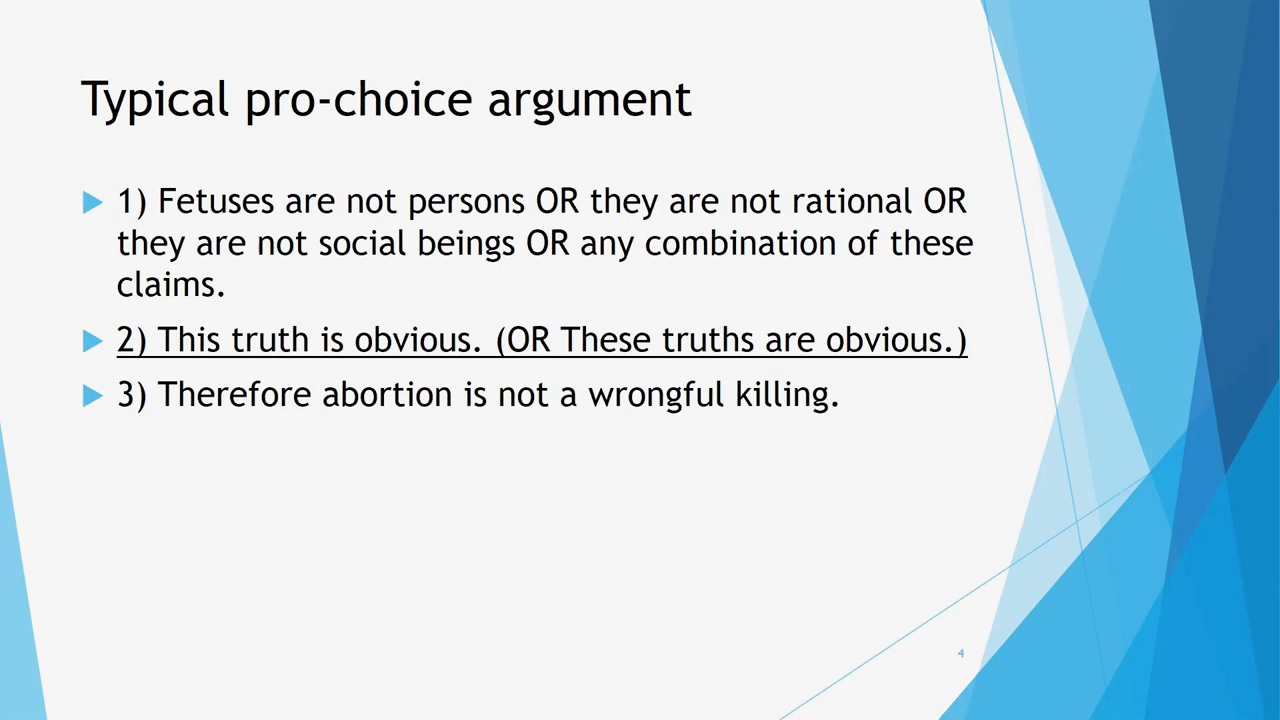 Typical pro-choice argument
1) Fetuses are not persons OR they are not rational OR
they are not social beings OR any combination of these
claims.
2) This truth is obvious. (OR These truths are obvious.)
3) Therefore abortion is not a wrongful killing.
4